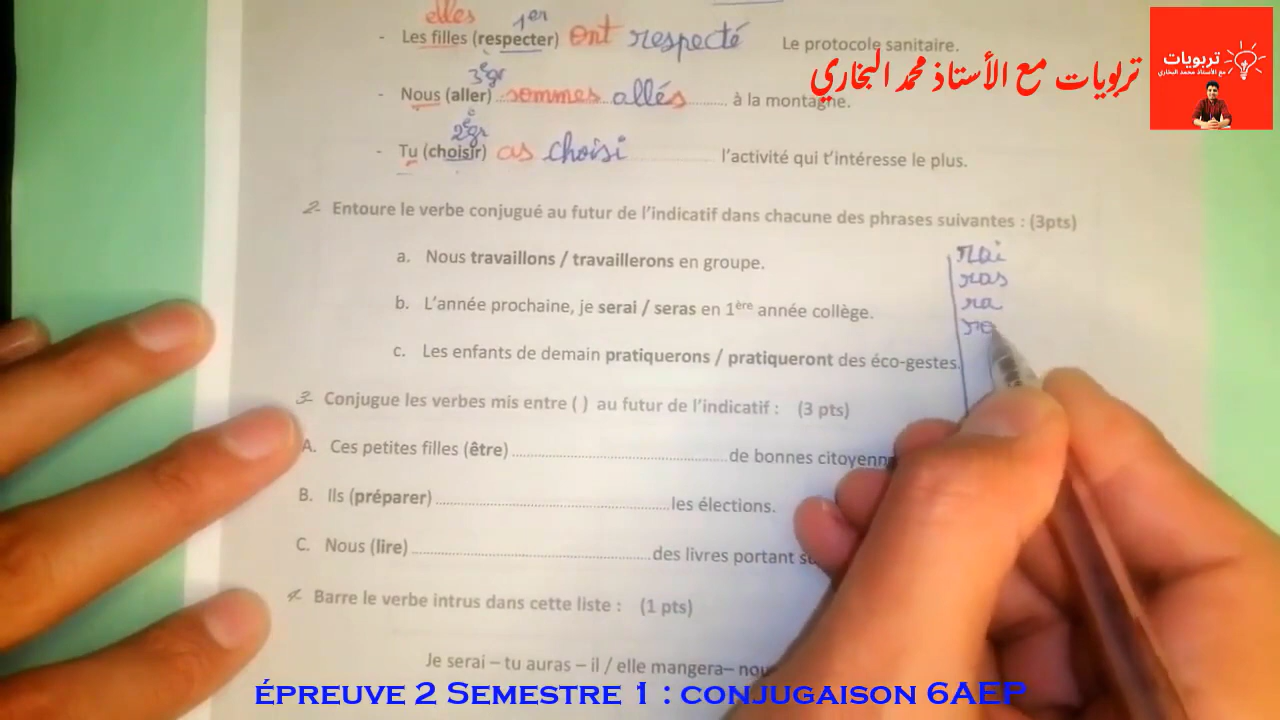 elles 1er
- Les filles (respecter) ont respecté Le protocole sanitaire.
تربويات مع الأستاذ محمد البخاري
تربويات
مع الأستاذ محمد البخاري
3e gr
- Nous (aller) sommes allés à la montagne.
2e gr
- Tu (choisir) as choisi l'activité qui t'intéresse le plus.
2- Entoure le verbe conjugué au futur de l'indicatif dans chacune des phrases suivantes : (3pts)
a. Nous travaillons / travaillerons en groupe.
b. L'année prochaine, je serai / seras en 1ère année collège.
c. Les enfants de demain pratiquerons / pratiqueront des éco-gestes.
rai
ras
ra
ro
3- Conjugue les verbes mis entre ( ) au futur de l'indicatif : (3 pts)
A. Ces petites filles (être) ........................ de bonnes citoyenn
B. Ils (préparer) ........................ les élections.
C. Nous (lire) ........................ des livres portant su
4- Barre le verbe intrus dans cette liste : (1 pts)
Je serai – tu auras – il / elle mangera– nou
épreuve 2 Semestre 1 : conjugaison 6AEP